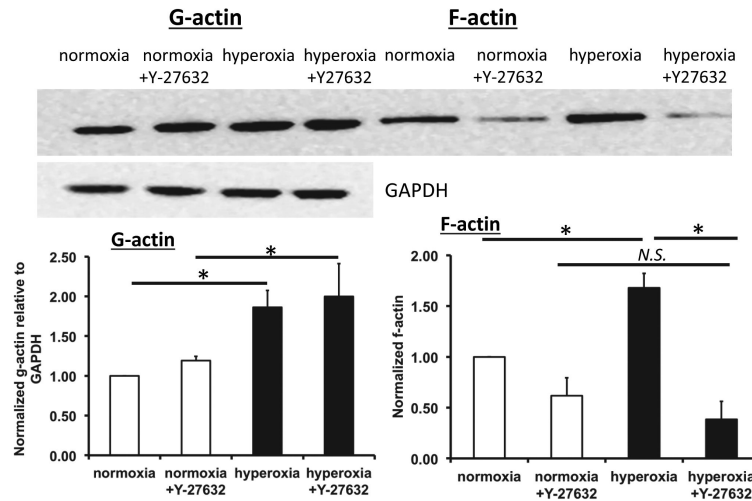 G-actin F-actin
normoxia normoxia hyperoxia hyperoxia normoxia normoxia hyperoxia hyperoxia
+Y-27632 +Y27632 +Y-27632 +Y27632
GAPDH
G-actin
*
*
Normalized g-actin relative to
GAPDH
2.50
2.00
1.50
1.00
0.50
0.00
normoxia normoxia hyperoxia hyperoxia
+Y-27632 +Y-27632
F-actin
* *
N.S.
Normalized f-actin
2.00
1.50
1.00
0.50
0.00
normoxia normoxia hyperoxia hyperoxia
+Y-27632 +Y-27632